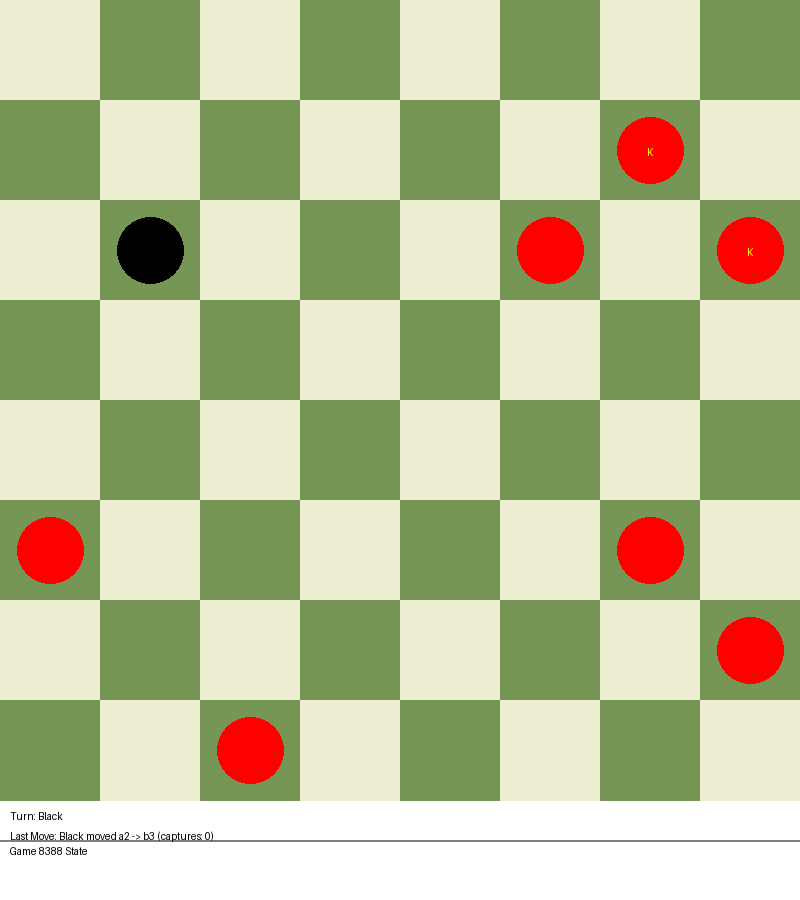 K
K
Turn: Black
Last Move: Black moved a2 -> b3 (captures: 0)
Game 8388 State